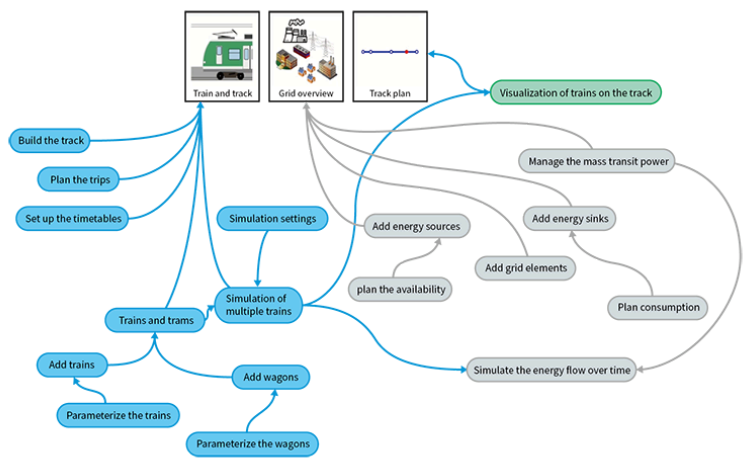 Train and track
Grid overview
Track plan
Visualization of trains on the track
Build the track
Manage the mass transit power
Plan the trips
Set up the timetables
Simulation settings
Add energy sources
Add energy sinks
Add grid elements
plan the availability
Simulation of
multiple trains
Plan consumption
Trains and trams
Add trains
Simulate the energy flow over time
Add wagons
Parameterize the trains
Parameterize the wagons